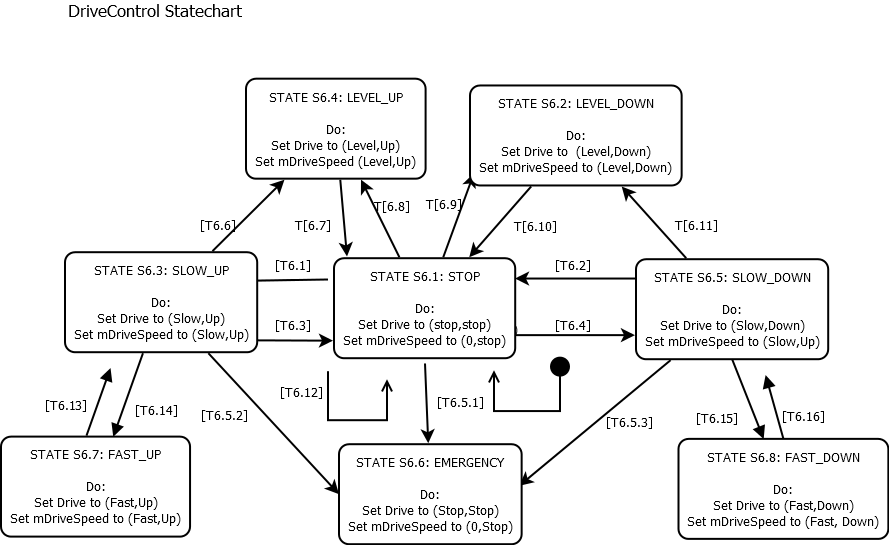 DriveControl Statechart
STATE S6.4: LEVEL_UP
Do:
Set Drive to (Level,Up)
Set mDriveSpeed (Level,Up)
STATE S6.2: LEVEL_DOWN
Do:
Set Drive to (Level,Down)
Set mDriveSpeed to (Level,Down)
[T6.6]
T[6.7]
T[6.8]
T[6.9]
T[6.10]
T[6.11]
STATE S6.3: SLOW_UP
Do:
Set Drive to (Slow,Up)
Set mDriveSpeed to (Slow,Up)
[T6.1]
[T6.3]
STATE S6.1: STOP
Do:
Set Drive to (stop,stop)
Set mDriveSpeed to (0,stop)
[T6.2]
[T6.4]
STATE S6.5: SLOW_DOWN
Do:
Set Drive to (Slow,Down)
Set mDriveSpeed to (Slow,Up)
[T6.13]
[T6.14]
[T6.5.2]
[T6.12]
[T6.5.1]
[T6.5.3]
[T6.15]
[T6.16]
STATE S6.7: FAST_UP
Do:
Set Drive to (Fast,Up)
Set mDriveSpeed to (Fast,Up)
STATE S6.6: EMERGENCY
Do:
Set Drive to (Stop,Stop)
Set mDriveSpeed to (0,Stop)
STATE S6.8: FAST_DOWN
Do:
Set Drive to (Fast,Down)
Set mDriveSpeed to (Fast, Down)